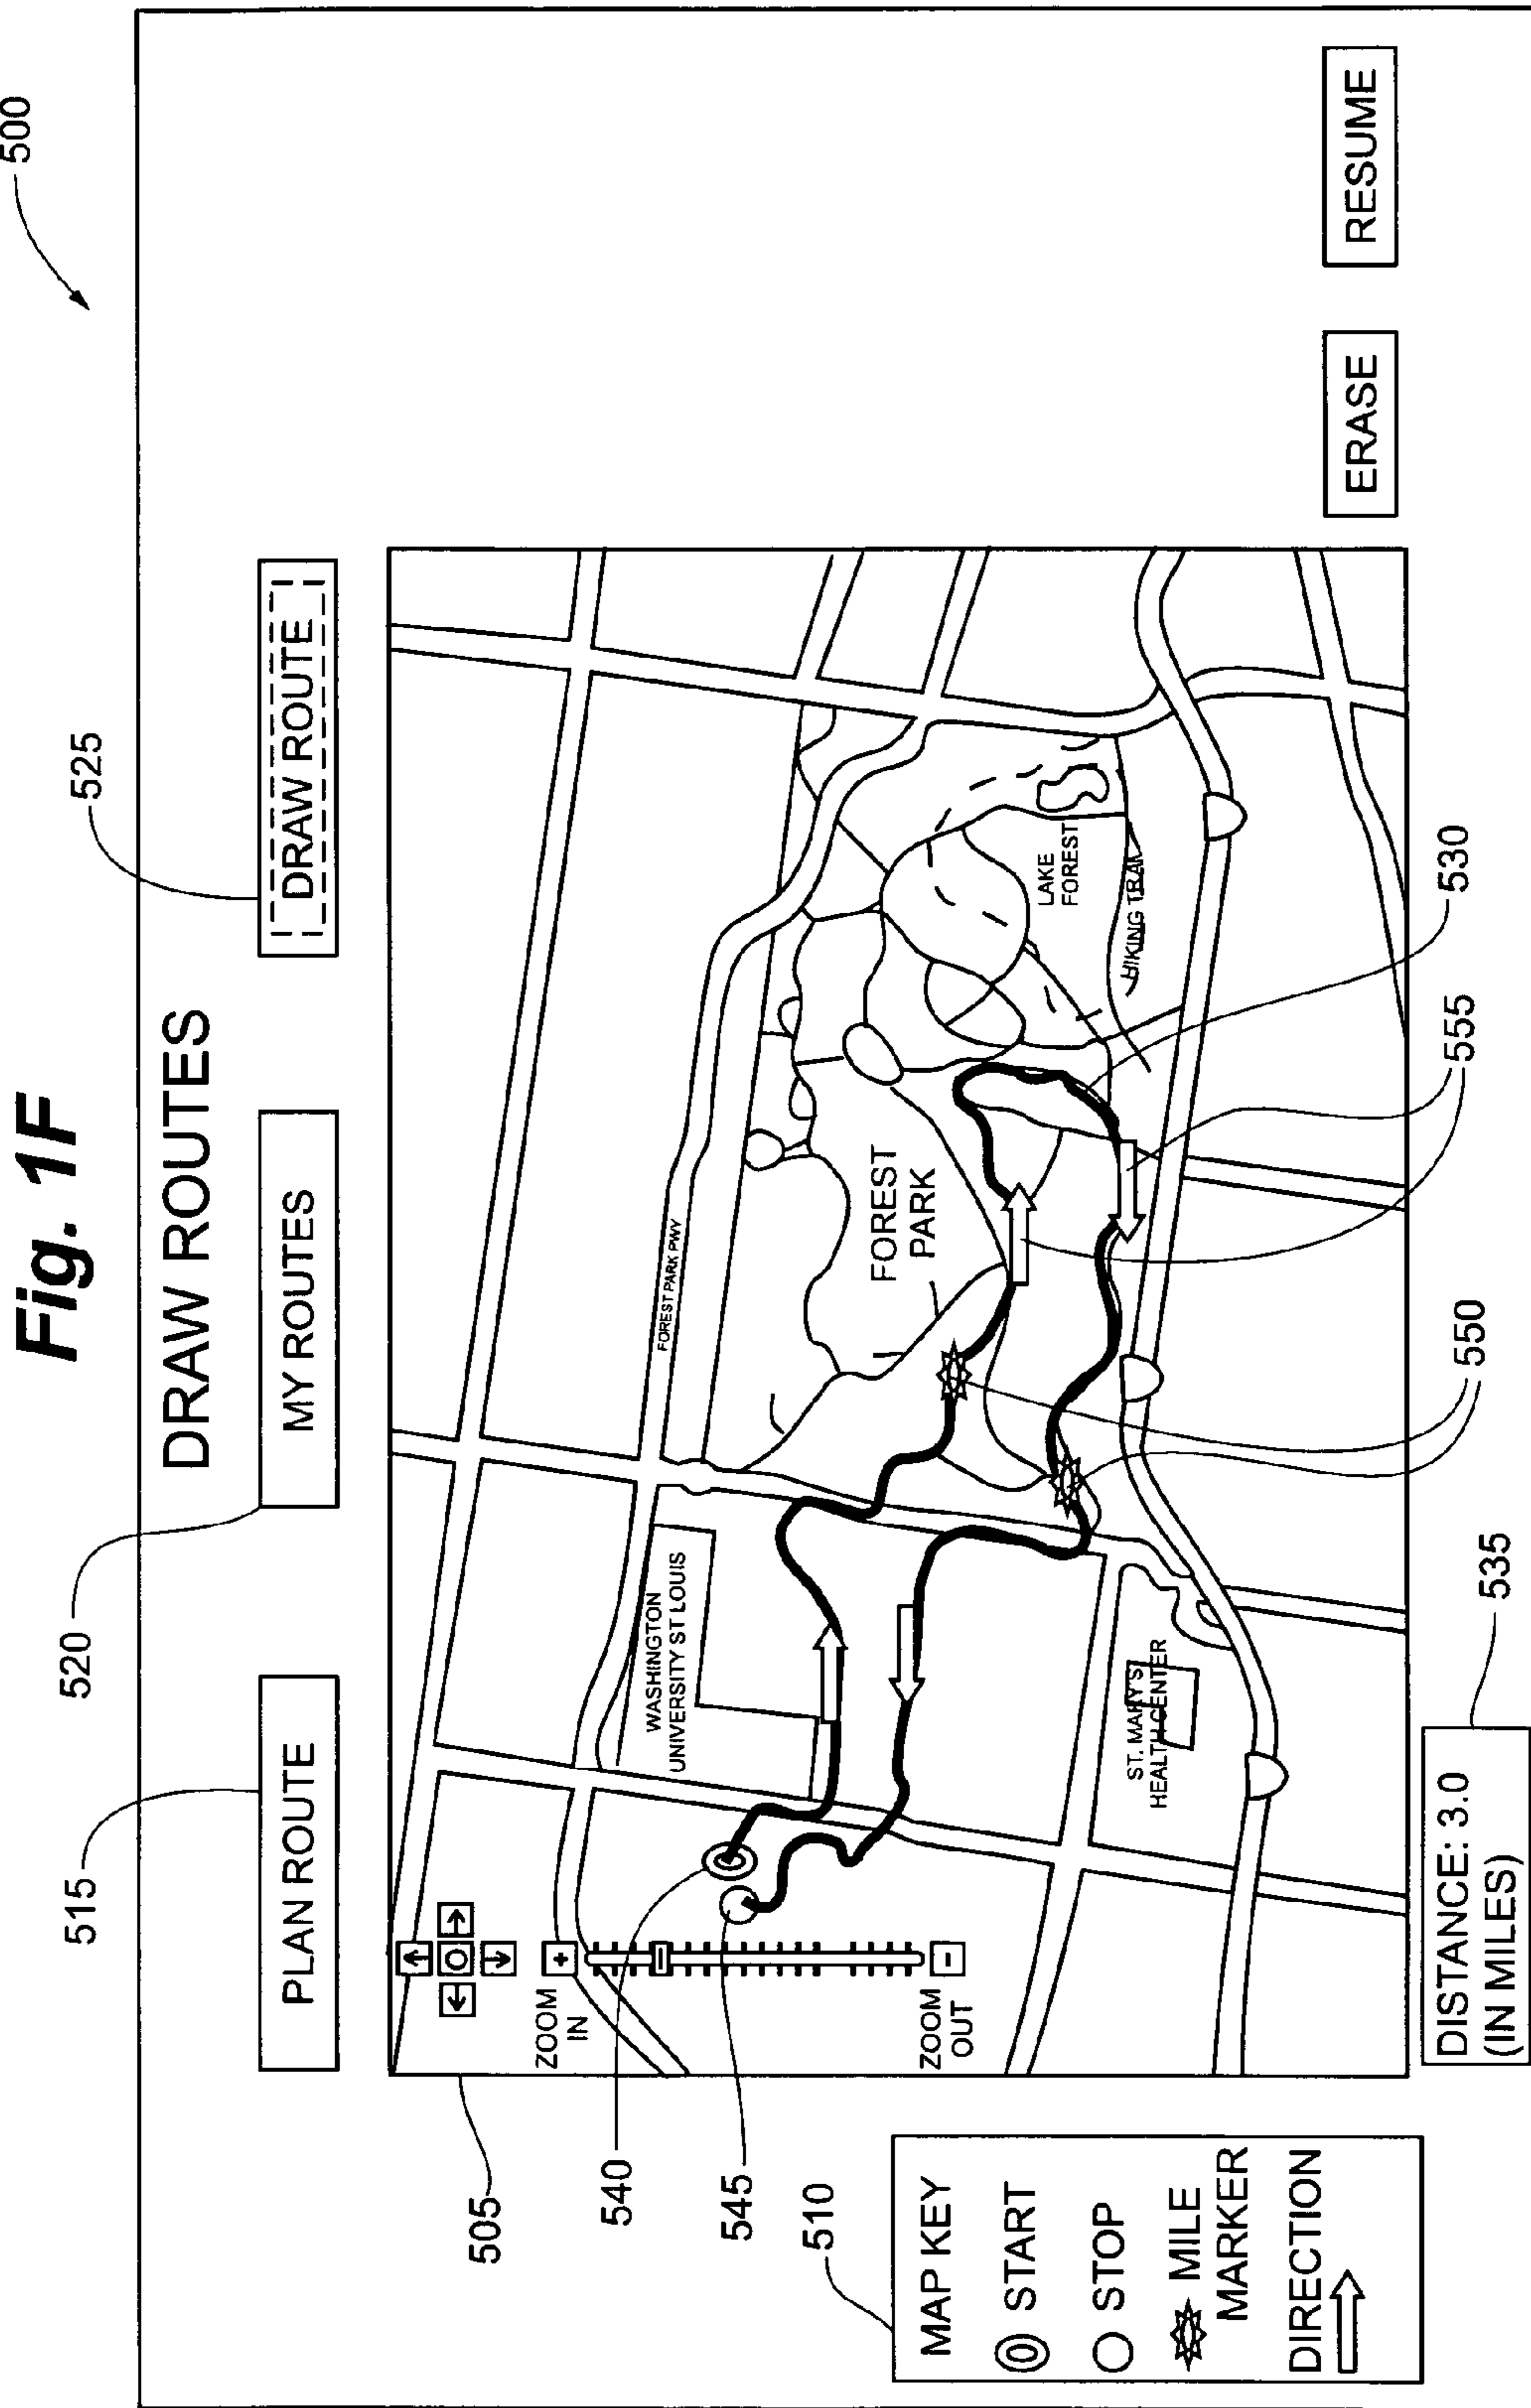 Fig. 1F
500
DRAW ROUTES
515
520
525
PLAN ROUTE
MY ROUTES
DRAW ROUTE
505
ZOOM
IN
ZOOM
OUT
540
545
510
FOREST PARK PWY
WASHINGTON
UNIVERSITY ST LOUIS
FOREST
PARK
LAKE
FOREST
HIKING TRA
ST. MARY'S
HEALTH CENTER
MAP KEY
START
STOP
MILE
MARKER
DIRECTION
DISTANCE: 3.0
(IN MILES)
535
550
555
530
ERASE
RESUME